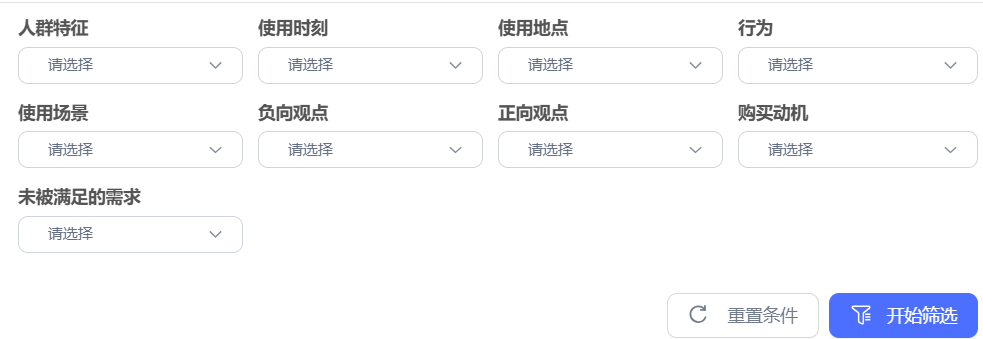 人群特征 使用时刻 使用地点 行为
请选择 请选择 请选择 请选择
使用场景 负向观点 正向观点 购买动机
请选择 请选择 请选择 请选择
未被满足的需求
请选择
重置条件 开始筛选